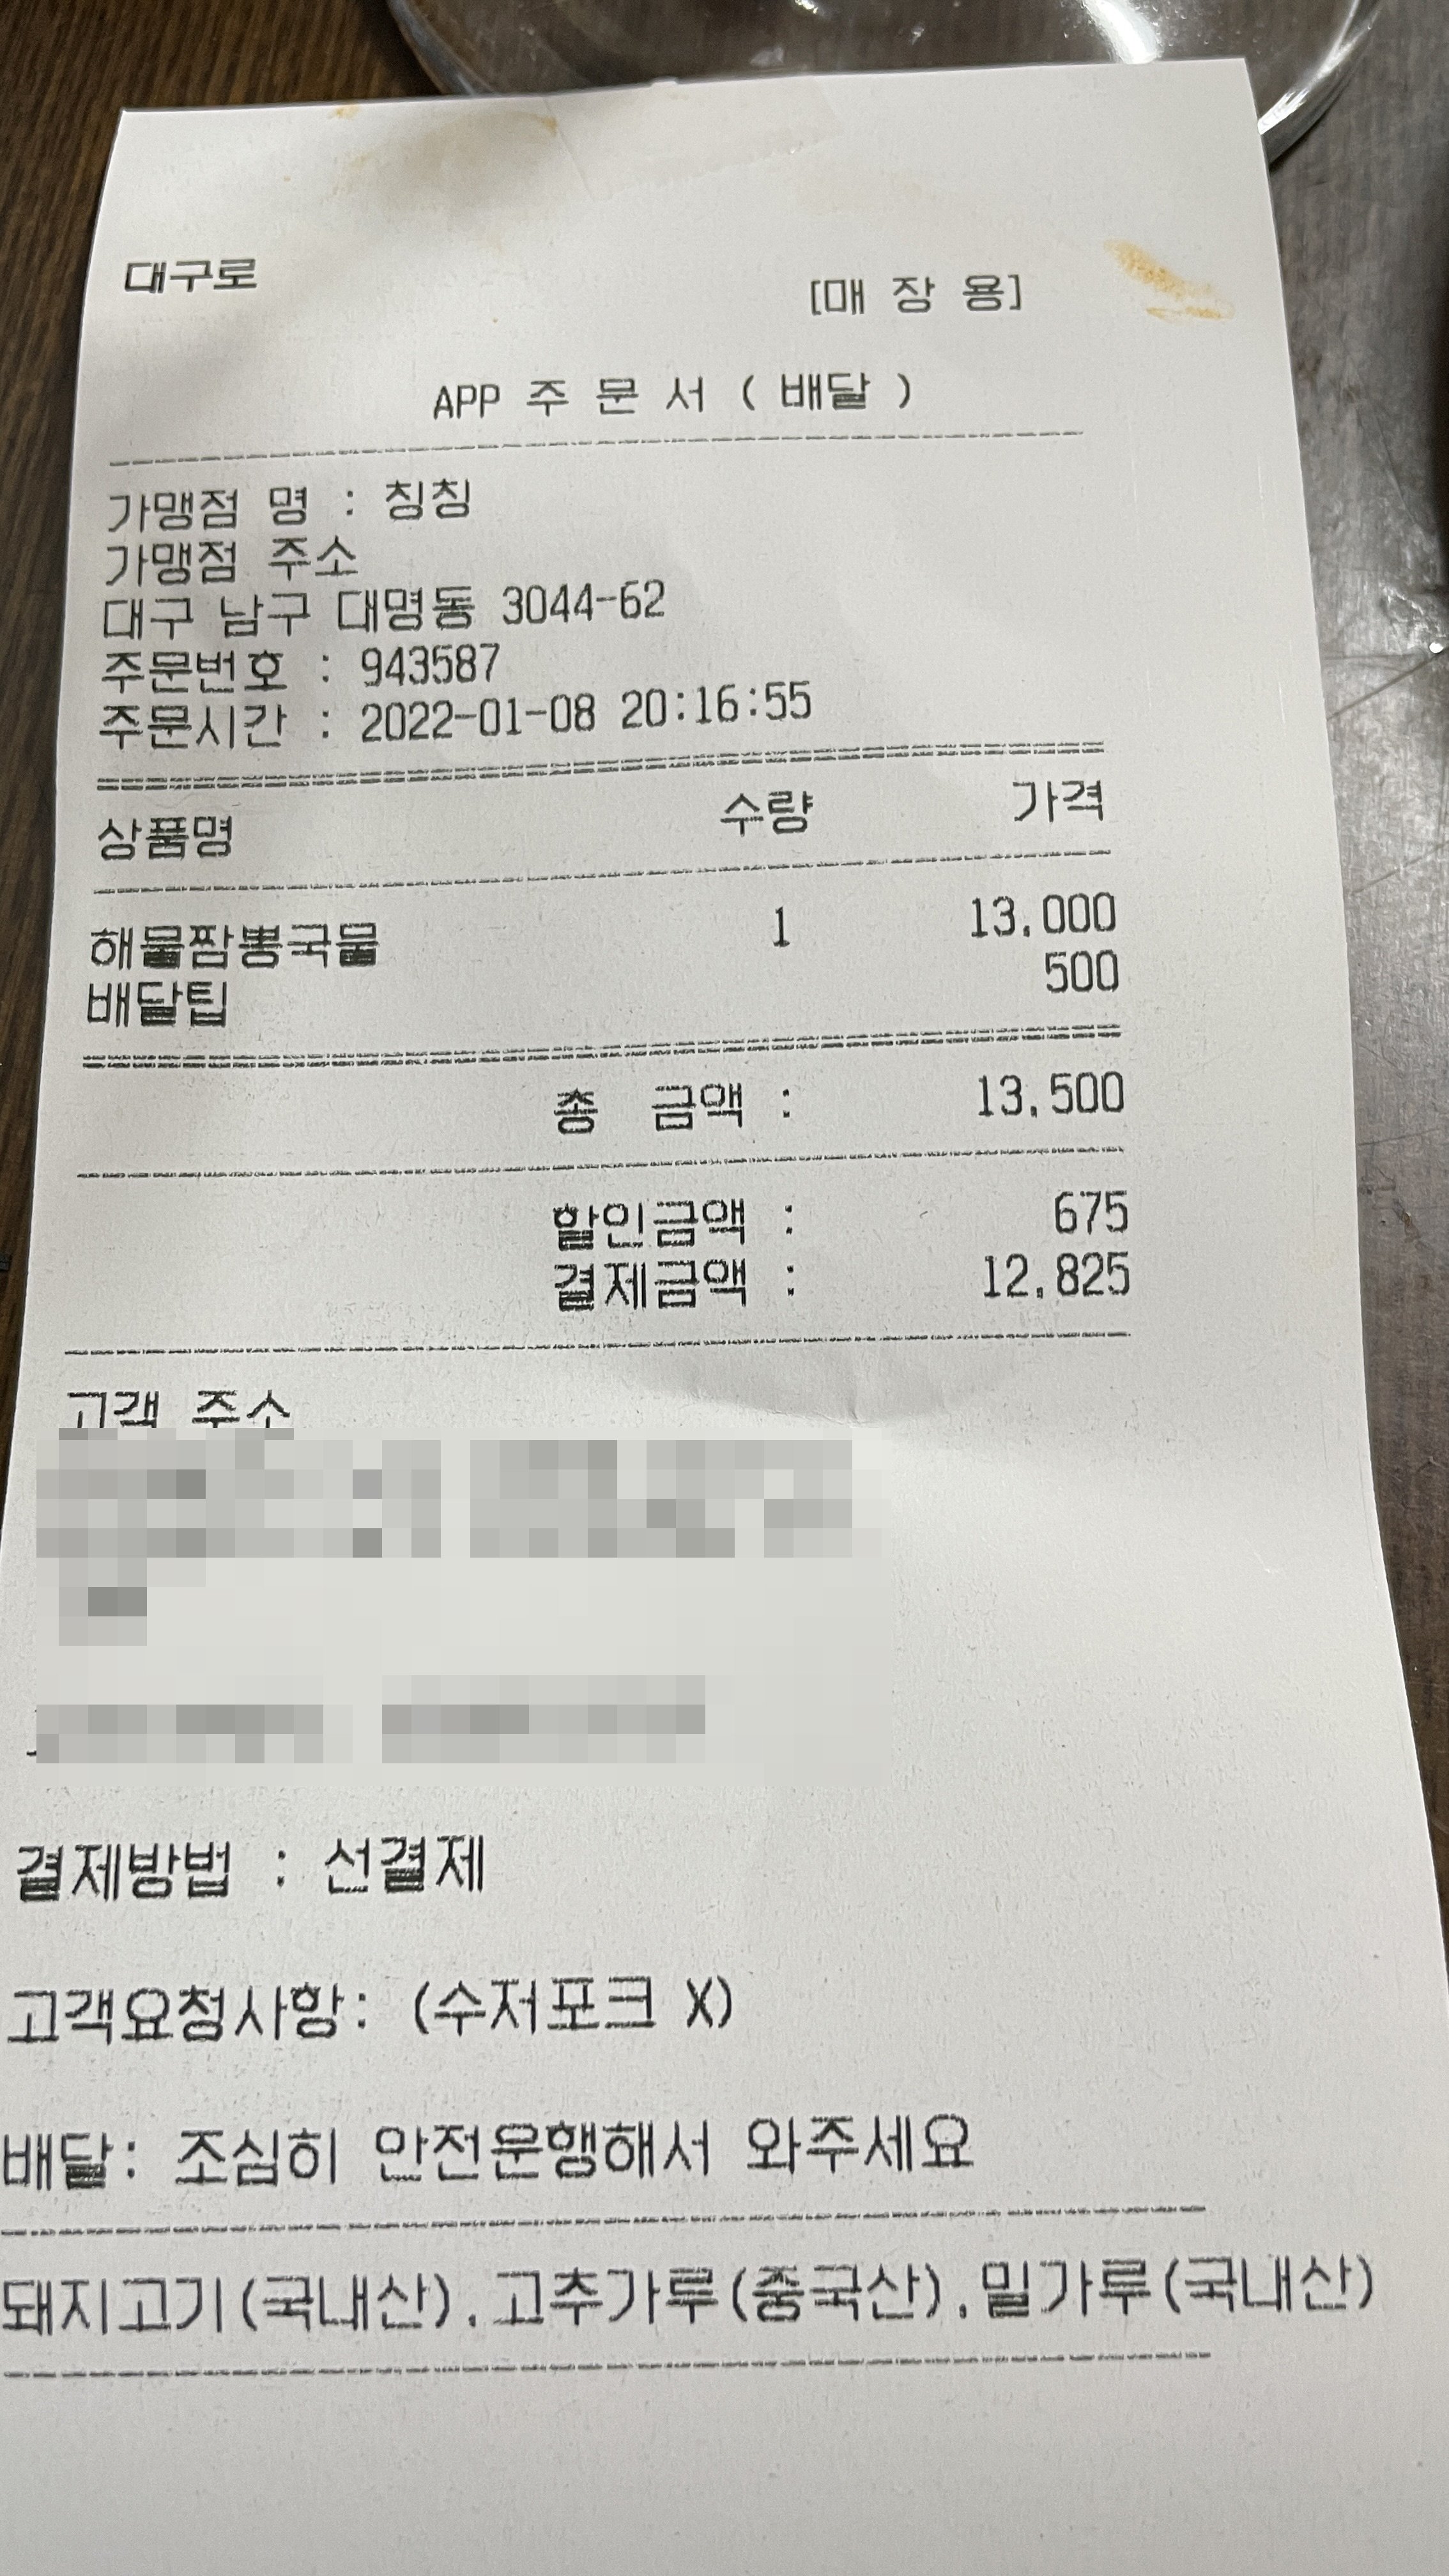 대구로
[매 장 용]
APP 주 문 서 ( 배달 )
가맹점 명 : 칭칭
가맹점 주소
대구 남구 대명동 3044-62
주문번호 : 943587
주문시간 : 2022-01-08 20:16:55
상품명 수량 가격
해물짬뽕국물 1 13,000
배달팁 500
총 금액 : 13,500
할인금액 : 675
결제금액 : 12,825
고객 주소
결제방법 : 선결제
고객요청사항: (수저포크 X)
배달: 조심히 안전운행해서 와주세요
돼지고기(국내산),고추가루(중국산),밀가루(국내산)